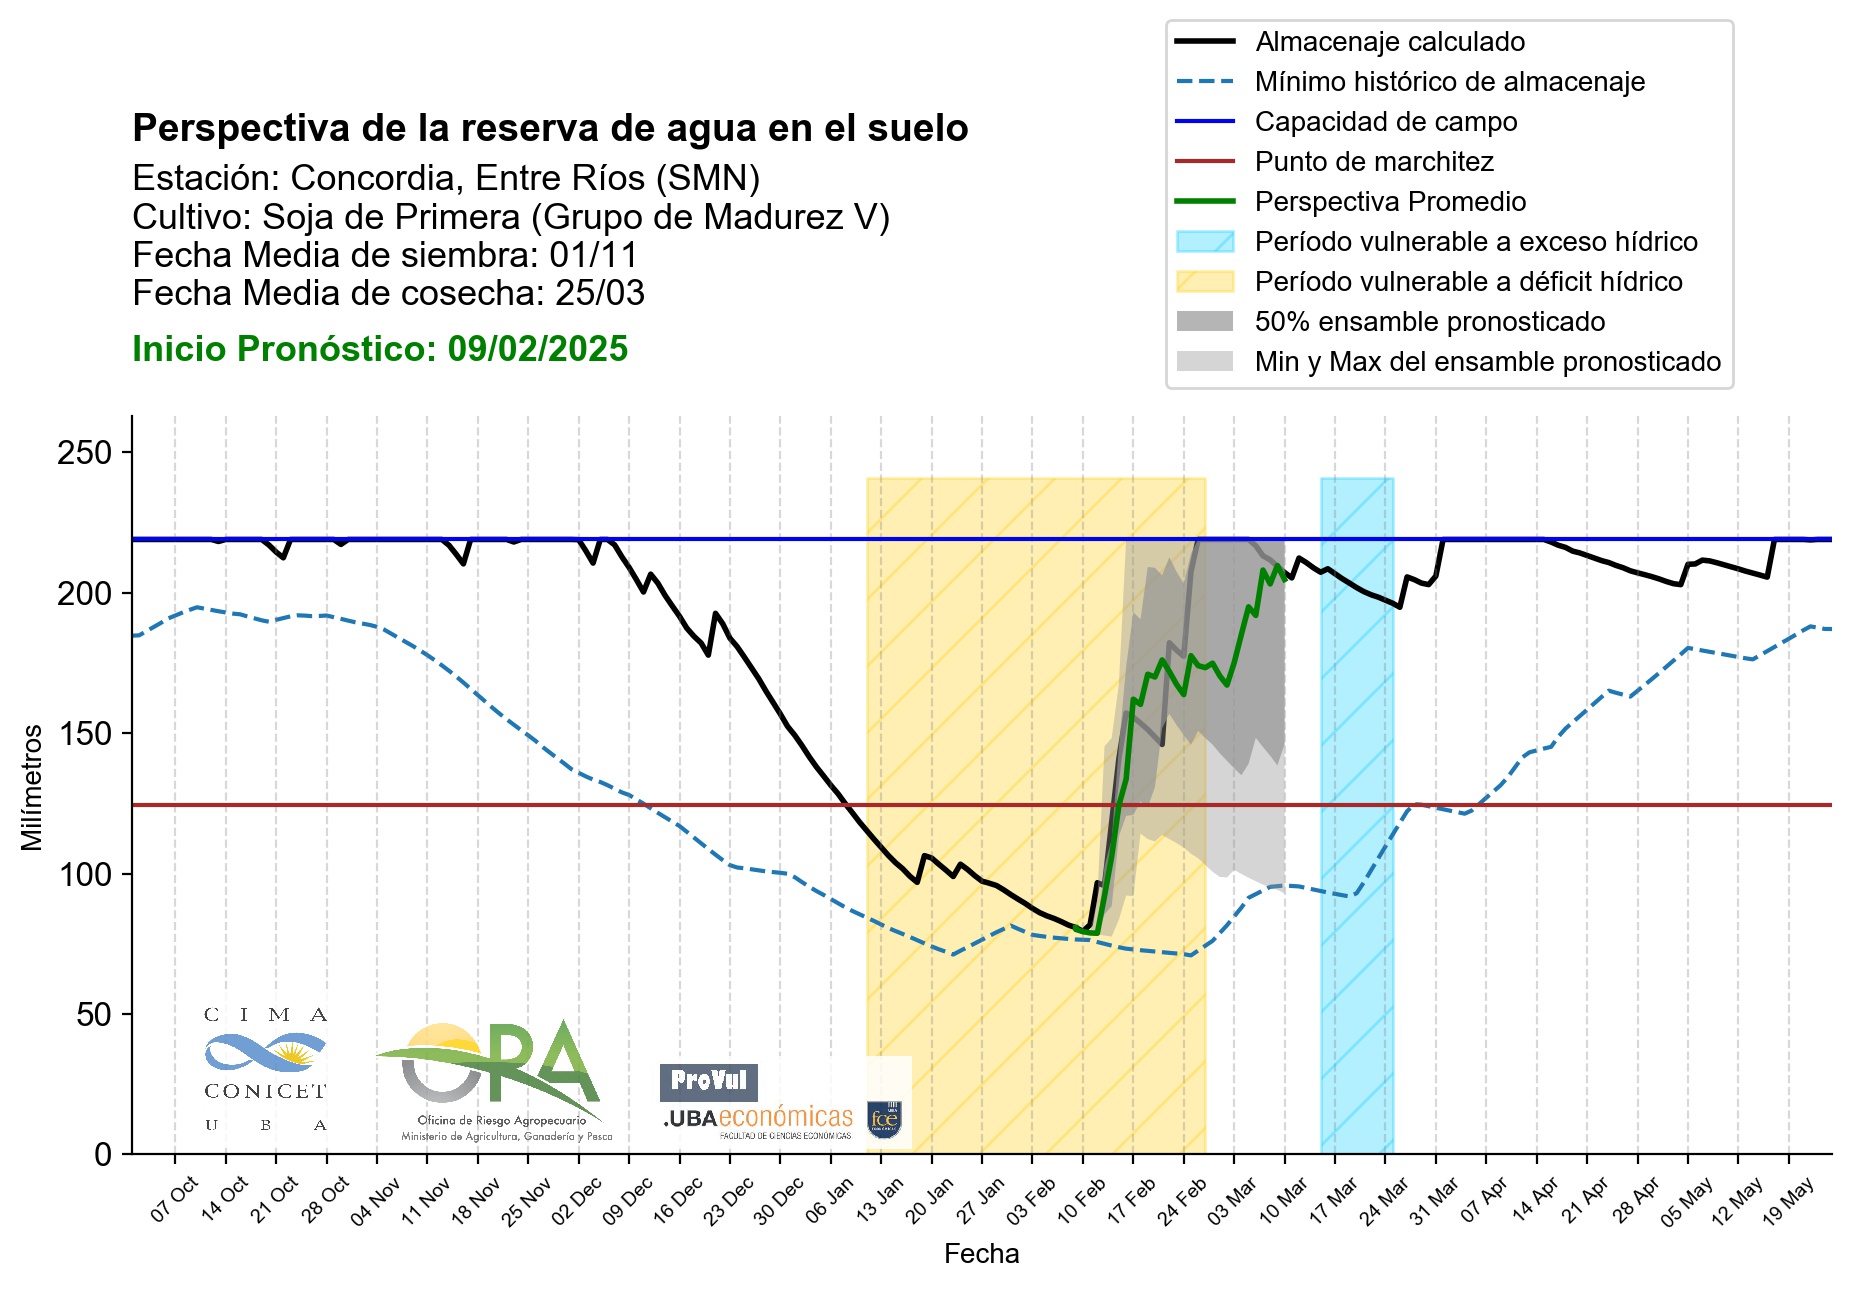 Almacenaje calculado
Mínimo histórico de almacenaje
Capacidad de campo
Punto de marchitez
Perspectiva Promedio
Período vulnerable a exceso hídrico
Período vulnerable a déficit hídrico
50% ensamble pronosticado
Min y Max del ensamble pronosticado
Perspectiva de la reserva de agua en el suelo
Estación: Concordia, Entre Ríos (SMN)
Cultivo: Soja de Primera (Grupo de Madurez V)
Fecha Media de siembra: 01/11
Fecha Media de cosecha: 25/03
Inicio Pronóstico: 09/02/2025
Milímetros
250
200
150
100
50
0
CIMA
CONICET
UBA
ORA
Oficina de Riesgo Agropecuario
Ministerio de Agricultura, Ganadería y Pesca
ProVul
.UBAeconómicas
FACULTAD DE CIENCIAS ECONÓMICAS
UBA
fce
07 Oct
14 Oct
21 Oct
28 Oct
04 Nov
11 Nov
18 Nov
25 Nov
02 Dec
09 Dec
16 Dec
23 Dec
30 Dec
06 Jan
13 Jan
20 Jan
27 Jan
03 Feb
10 Feb
17 Feb
24 Feb
03 Mar
10 Mar
17 Mar
24 Mar
31 Mar
07 Apr
14 Apr
21 Apr
28 Apr
05 May
12 May
19 May
Fecha